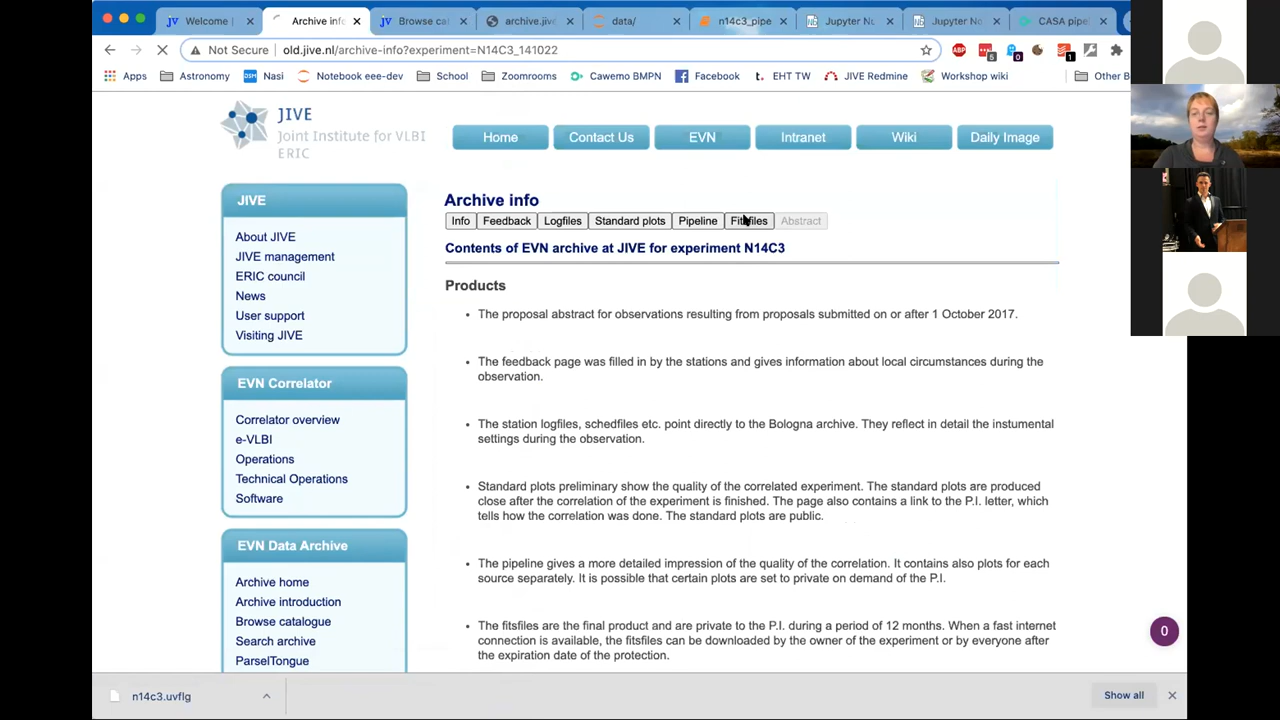 Welcome |
Archive info
Browse cat
archive.jive
data/
n14c3_pipe
Jupyter Nu
Jupyter No
CASA pipel
Not Secure | old.jive.nl/archive-info?experiment=N14C3_141022
ABP
5
0
1
Apps
Astronomy
DSM
Nasi
Notebook eee-dev
School
Zoomrooms
Cawemo BMPN
Facebook
t. EHT TW
JIVE Redmine
Workshop wiki
Other B
JIVE
Joint Institute for VLBI
ERIC
Home
Contact Us
EVN
Intranet
Wiki
Daily Image
JIVE
About JIVE
JIVE management
ERIC council
News
User support
Visiting JIVE
EVN Correlator
Correlator overview
e-VLBI
Operations
Technical Operations
Software
EVN Data Archive
Archive home
Archive introduction
Browse catalogue
Search archive
ParselTongue
Archive info
Info
Feedback
Logfiles
Standard plots
Pipeline
Fitsfiles
Abstract
Contents of EVN archive at JIVE for experiment N14C3
Products
• The proposal abstract for observations resulting from proposals submitted on or after 1 October 2017.
• The feedback page was filled in by the stations and gives information about local circumstances during the
observation.
• The station logfiles, schedfiles etc. point directly to the Bologna archive. They reflect in detail the instumental
settings during the observation.
• Standard plots preliminary show the quality of the correlated experiment. The standard plots are produced
close after the correlation of the experiment is finished. The page also contains a link to the P.I. letter, which
tells how the correlation was done. The standard plots are public.
• The pipeline gives a more detailed impression of the quality of the correlation. It contains also plots for each
source separately. It is possible that certain plots are set to private on demand of the P.I.
• The fitsfiles are the final product and are private to the P.I. during a period of 12 months. When a fast internet
connection is available, the fitsfiles can be downloaded by the owner of the experiment or by everyone after
the expiration date of the protection.
0
n14c3.uvflg
Show all